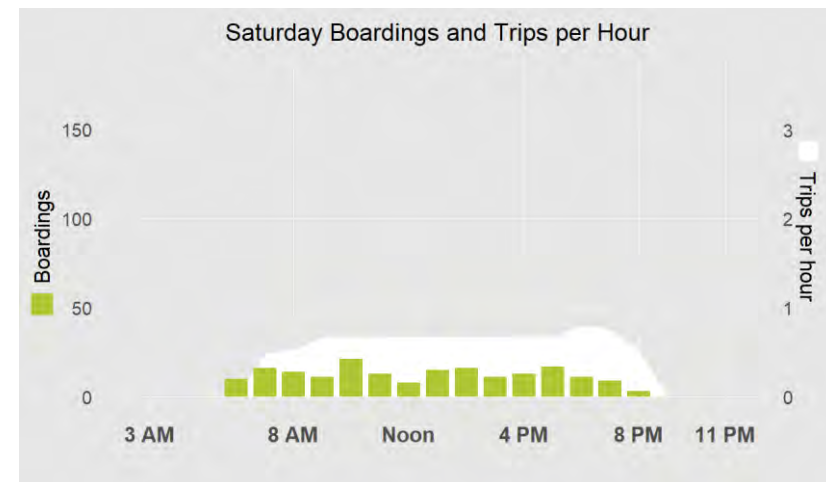 Saturday Boardings and Trips per Hour
150
100
50
0
Boardings
3
2
1
0
Trips per hour
3 AM 8 AM Noon 4 PM 8 PM 11 PM